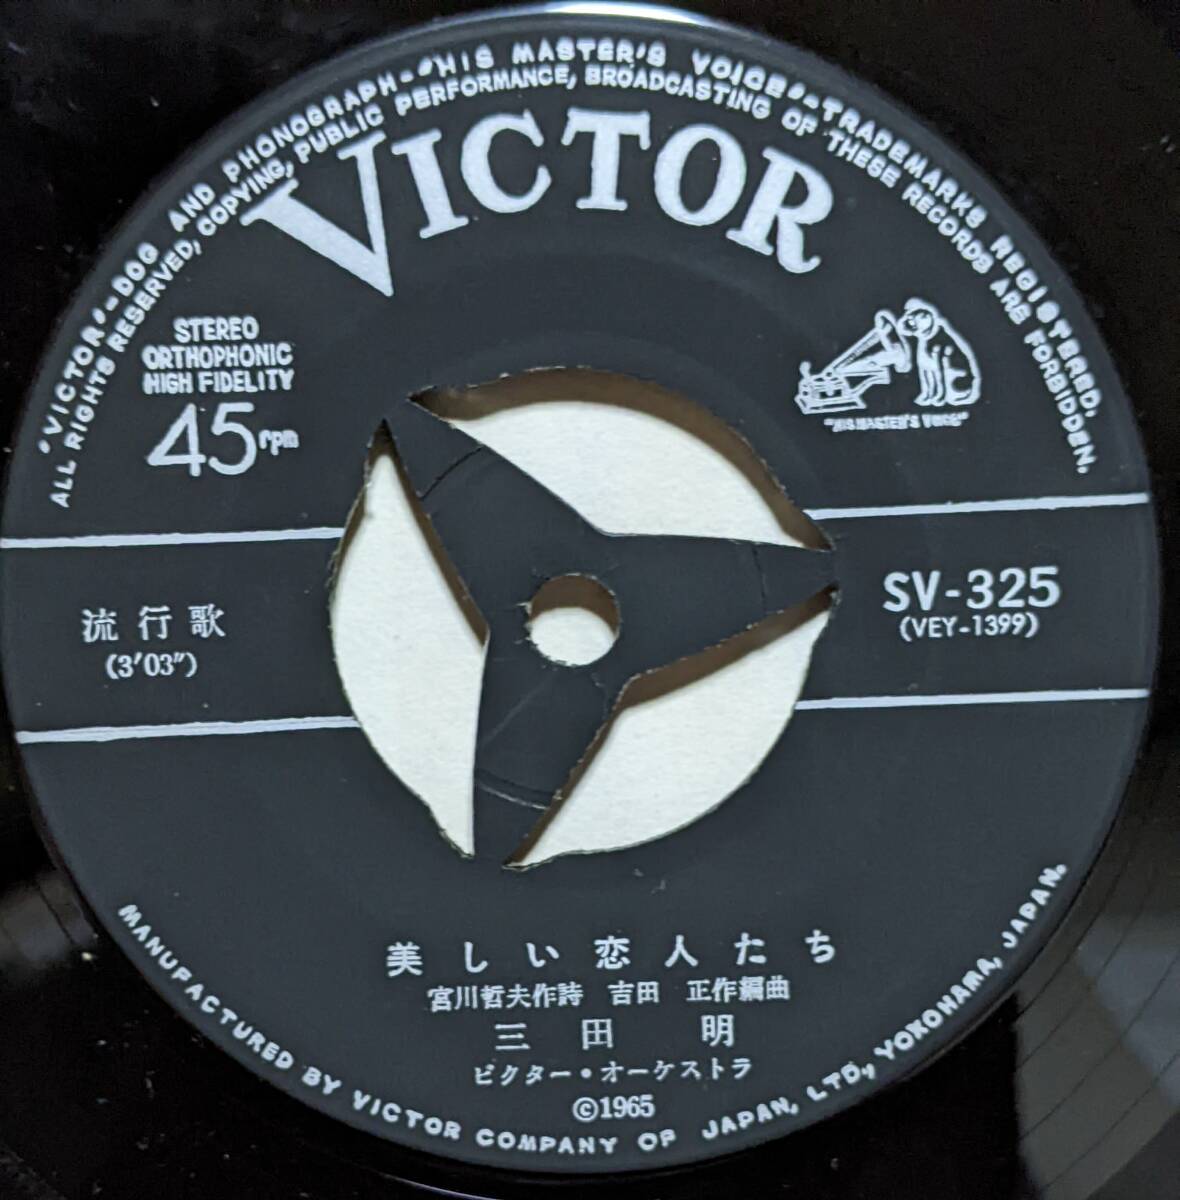 "VICTOR"-DOG AND PHONOGRAPH-"HIS MASTER'S VOICE"-TRADEMARKS REGISTERED.
ALL RIGHTS RESERVED, COPYING, PUBLIC PERFORMANCE, BROADCASTING OF THESE RECORDS ARE FORBIDDEN.
VICTOR
STEREO
ORTHOPHONIC
HIGH FIDELITY
45rpm
"HIS MASTER'S VOICE"
流行歌
(3'03")
SV-325
(VEY-1399)
美しい恋人たち
宮川哲夫作詩 吉田 正作編曲
三田 明
ビクター・オーケストラ
©1965
MANUFACTURED BY VICTOR COMPANY OF JAPAN, LTD., YOKOHAMA, JAPAN.